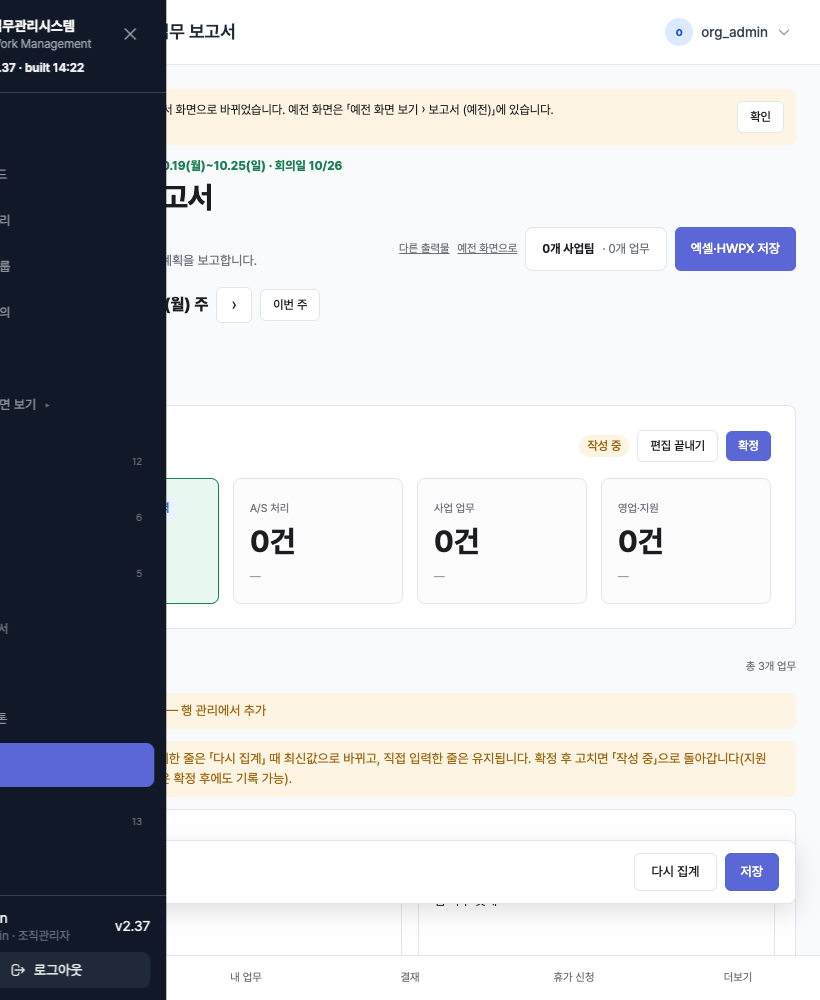 무관리시스템
Work Management
.37 · built 14:22
드
리
룹
의
면 보기 ▸
12
6
5
서
톤
13
in
in · 조직관리자
v2.37
로그아웃
업무 보고서
org_admin
서 화면으로 바뀌었습니다. 예전 화면은 「예전 화면 보기 › 보고서 (예전)」에 있습니다.
확인
0.19(월)~10.25(일) · 회의일 10/26
고서
계획을 보고합니다.
다른 출력물 예전 화면으로
0개 사업팀 · 0개 업무
엑셀·HWPX 저장
(월) 주
›
이번 주
작성 중
편집 끝내기
확정
A/S 처리
0건
—
사업 업무
0건
—
영업·지원
0건
—
총 3개 업무
— 행 관리에서 추가
한 줄은 「다시 집계」 때 최신값으로 바뀌고, 직접 입력한 줄은 유지됩니다. 확정 후 고치면 「작성 중」으로 돌아갑니다(지원
은 확정 후에도 기록 가능).
다시 집계
저장
내 업무
결재
휴가 신청
더보기